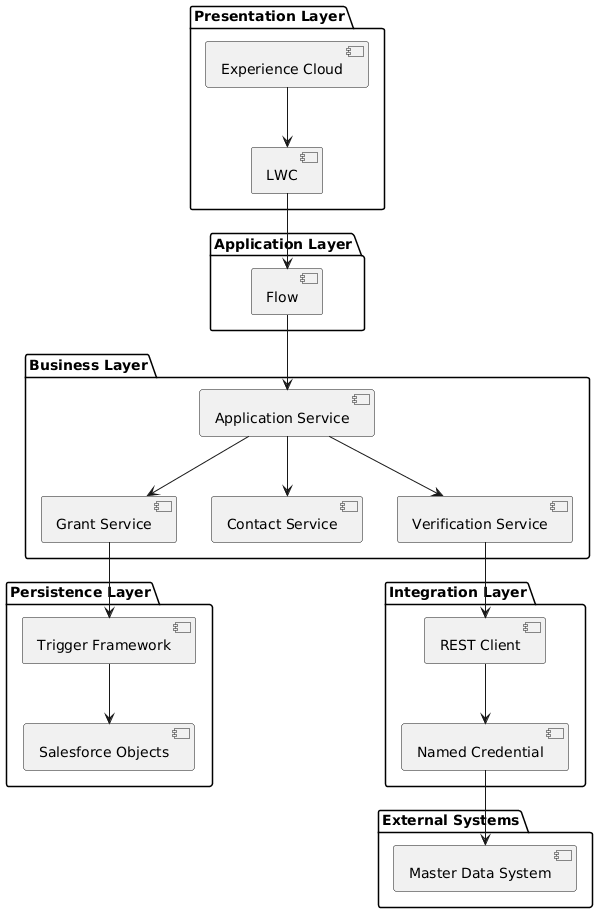 Presentation Layer
Experience Cloud
LWC
Application Layer
Flow
Business Layer
Application Service
Grant Service
Contact Service
Verification Service
Persistence Layer
Integration Layer
Trigger Framework
REST Client
Salesforce Objects
Named Credential
External Systems
Master Data System